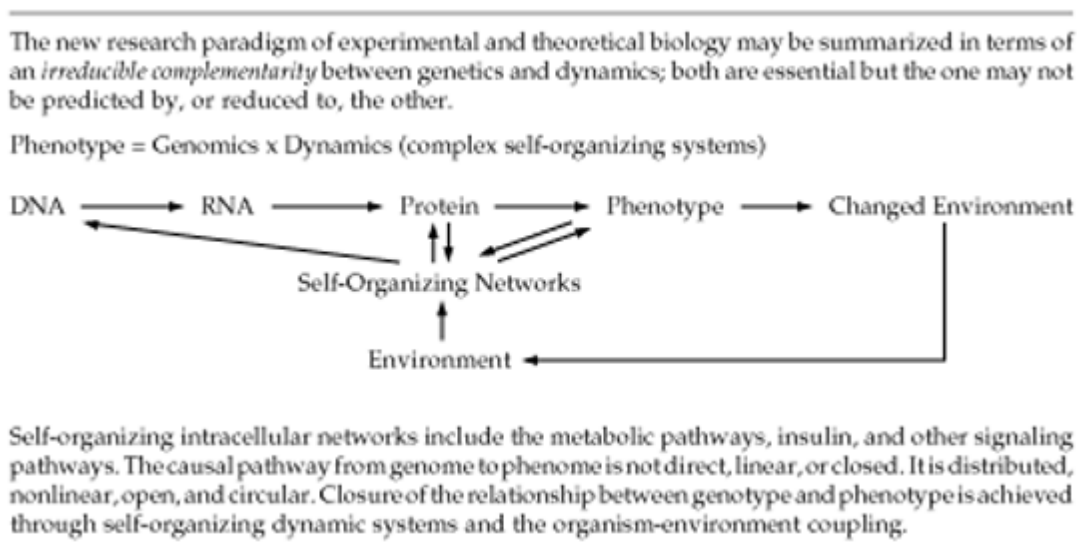 The new research paradigm of experimental and theoretical biology may be summarized in terms of
an irreducible complementarity between genetics and dynamics; both are essential but the one may not
be predicted by, or reduced to, the other.
Phenotype = Genomics x Dynamics (complex self-organizing systems)
DNA RNA Protein Phenotype Changed Environment
Self-Organizing Networks
Environment
Self-organizing intracellular networks include the metabolic pathways, insulin, and other signaling
pathways. The causal pathway from genome to phenome is not direct, linear, or closed. It is distributed,
nonlinear, open, and circular. Closure of the relationship between genotype and phenotype is achieved
through self-organizing dynamic systems and the organism-environment coupling.